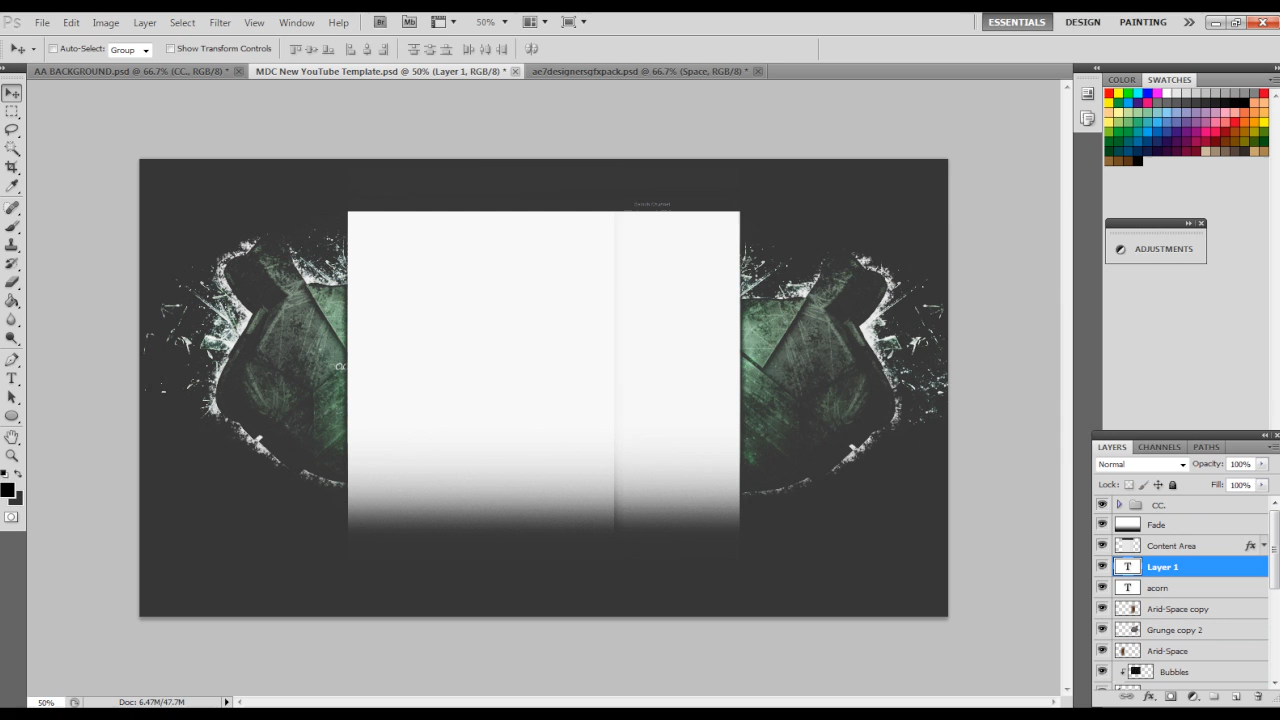 Ps File Edit Image Layer Select Filter View Window Help Br Mb 50% ESSENTIALS DESIGN PAINTING
Auto-Select: Group Show Transform Controls
AA BACKGROUND.psd @ 66.7% (CC., RGB/8) * MDC New YouTube Template.psd @ 50% (Layer 1, RGB/8) * ae7designersgfxpack.psd @ 66.7% (Space, RGB/8) *
COLOR SWATCHES
ADJUSTMENTS
LAYERS CHANNELS PATHS
Normal Opacity: 100%
Lock: Fill: 100%
CC.
Fade
Content Area fx
T Layer 1
T acorn
Arid-Space copy
Grunge copy 2
Arid-Space
Bubbles
50% Doc: 6.47M/47.7M